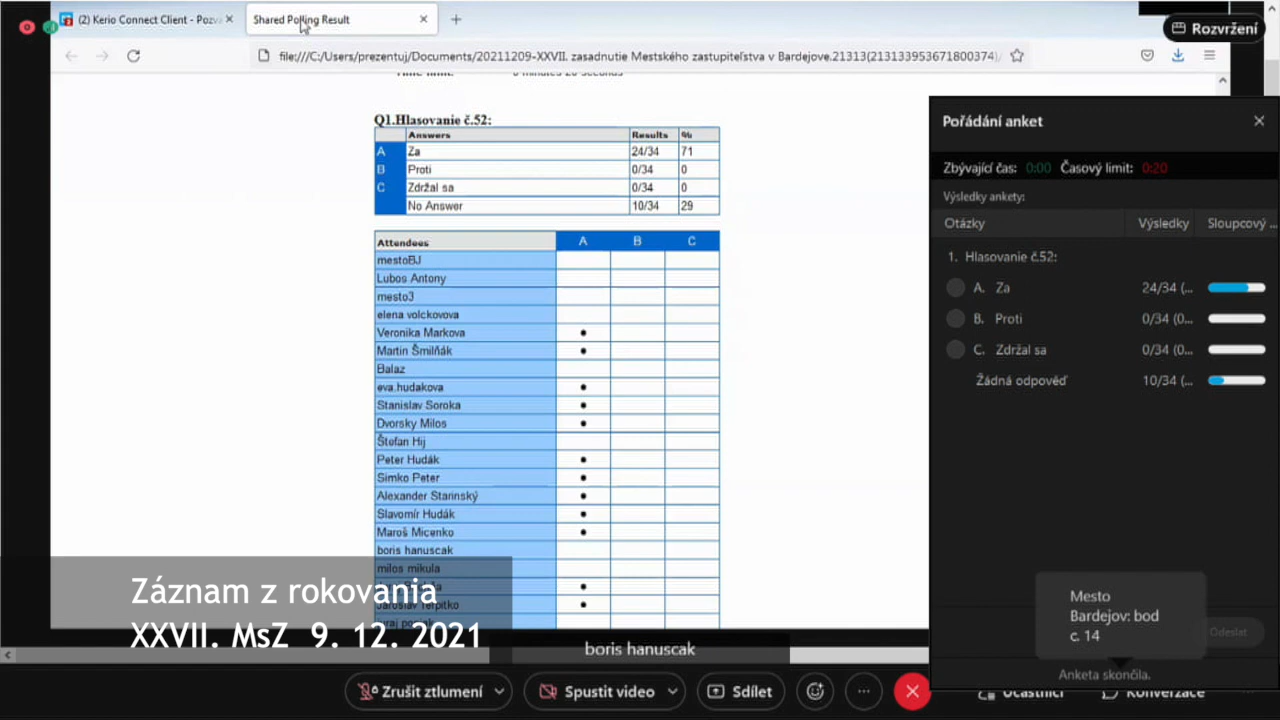 (2) Kerio Connect Client - Pozva
Shared Polling Result
Rozvržení
file:///C:/Users/prezentuj/Documents/20211209-XXVII. zasadnutie Mestského zastupiteľstva v Bardejove.21313(213133953671800374)/
Q1.Hlasovanie č.52:
Answers Results %
A Za 24/34 71
B Proti 0/34 0
C Zdržal sa 0/34 0
No Answer 10/34 29
Attendees A B C
mestoBJ
Lubos Antony
mesto3
elena volckovova
Veronika Markova
Martin Šmilňák
Balaz
eva.hudakova
Stanislav Soroka
Dvorsky Milos
Štefan Hij
Peter Hudák
Simko Peter
Alexander Starinský
Slavomír Hudák
Maroš Micenko
boris hanuscak
milos mikula
Pořádání anket
Zbývající čas: 0:00 Časový limit: 0:20
Výsledky ankety:
Otázky Výsledky Sloupcový ...
1. Hlasovanie č.52:
A. Za 24/34 (...
B. Proti 0/34 (0...
C. Zdržal sa 0/34 (0...
Žádná odpověď 10/34 (...
Mesto
Bardejov: bod
c. 14
Odeslat
Anketa skončila.
Záznam z rokovania
XXVII. MsZ 9. 12. 2021
boris hanuscak
Zrušit ztlumení
Spustit video
Sdílet
Účastníci
Konverzace